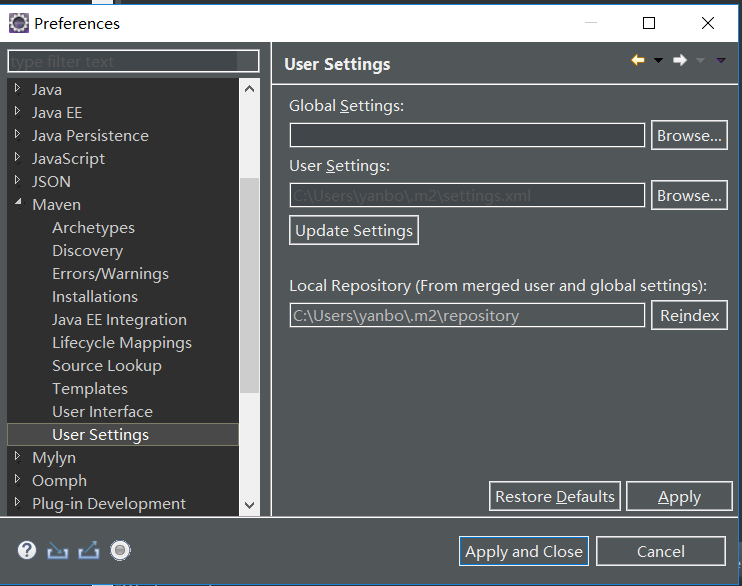 Preferences
type filter text
Java
Java EE
Java Persistence
JavaScript
JSON
Maven
Archetypes
Discovery
Errors/Warnings
Installations
Java EE Integration
Lifecycle Mappings
Source Lookup
Templates
User Interface
User Settings
Mylyn
Oomph
Plug-in Development
User Settings
Global Settings:
Browse...
User Settings:
C:\Users\yanbo\.m2\settings.xml
Browse...
Update Settings
Local Repository (From merged user and global settings):
C:\Users\yanbo\.m2\repository
Reindex
Restore Defaults
Apply
Apply and Close
Cancel